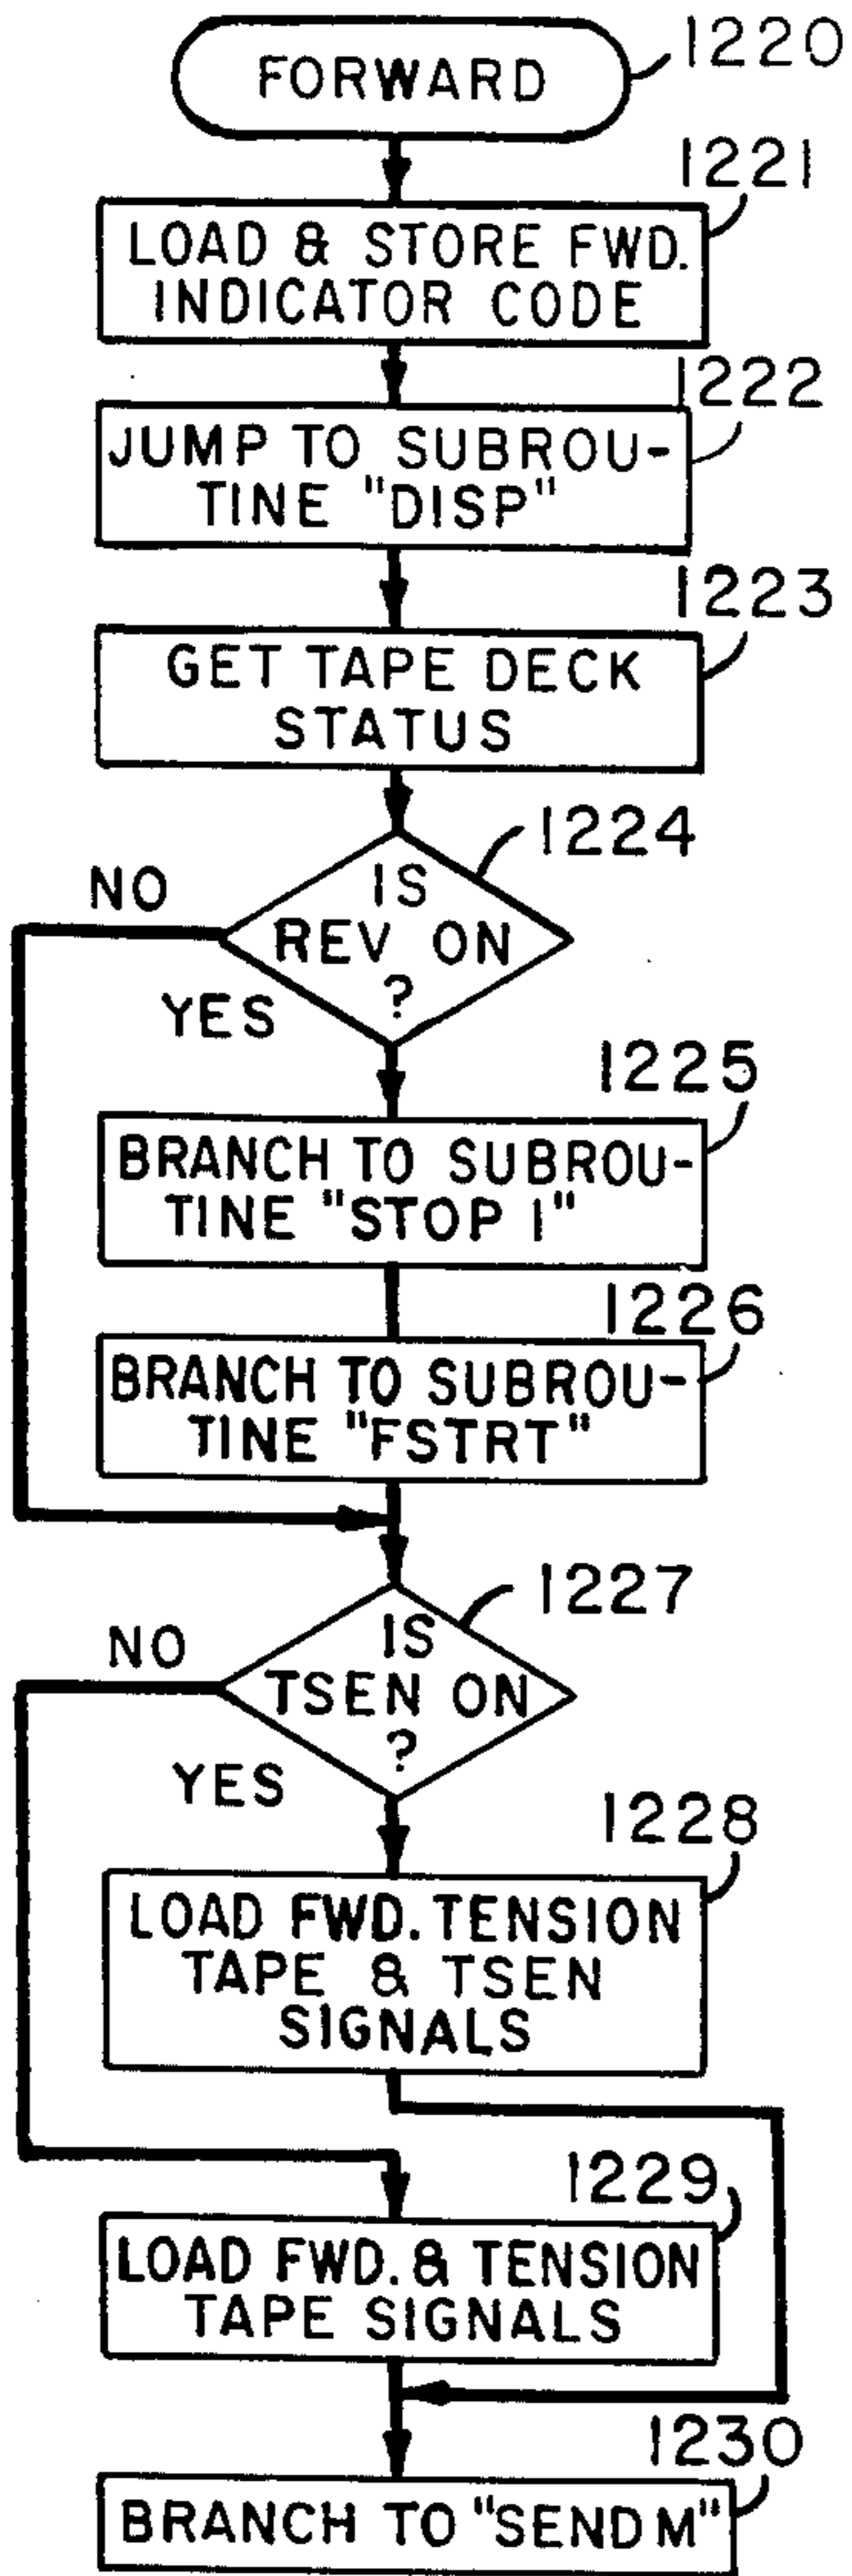 FORWARD
1220
1221
LOAD & STORE FWD.
INDICATOR CODE
1222
JUMP TO SUBROU-
TINE "DISP"
1223
GET TAPE DECK
STATUS
1224
NO
IS
REV ON
?
YES
1225
BRANCH TO SUBROU-
TINE "STOP 1"
1226
BRANCH TO SUBROU-
TINE "FSTRT"
1227
NO
IS
TSEN ON
?
YES
1228
LOAD FWD. TENSION
TAPE & TSEN
SIGNALS
1229
LOAD FWD. & TENSION
TAPE SIGNALS
1230
BRANCH TO "SENDM"